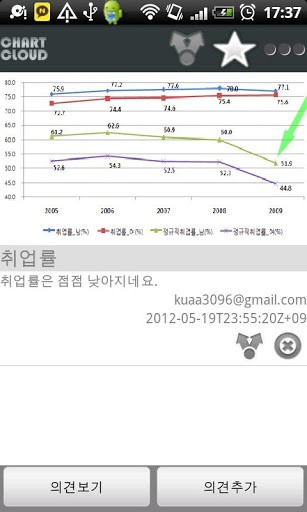 17:37
CHART
CLOUD
80.0
75.0
70.0
65.0
60.0
55.0
50.0
45.0
40.0
75.9 77.2 77.6 78.0 77.1
72.7 74.4 74.6 75.4 75.6
61.2 62.6 60.9 60.0 51.9
52.6 54.3 52.5 52.1 44.8
2005 2006 2007 2008 2009
취업률_남(%) 취업률_여(%) 정규직취업률_남(%) 정규직취업률_여(%)
취업률
취업률은 점점 낮아지네요.
kuaa3096@gmail.com
2012-05-19T23:55:20Z+09
의견보기 의견추가